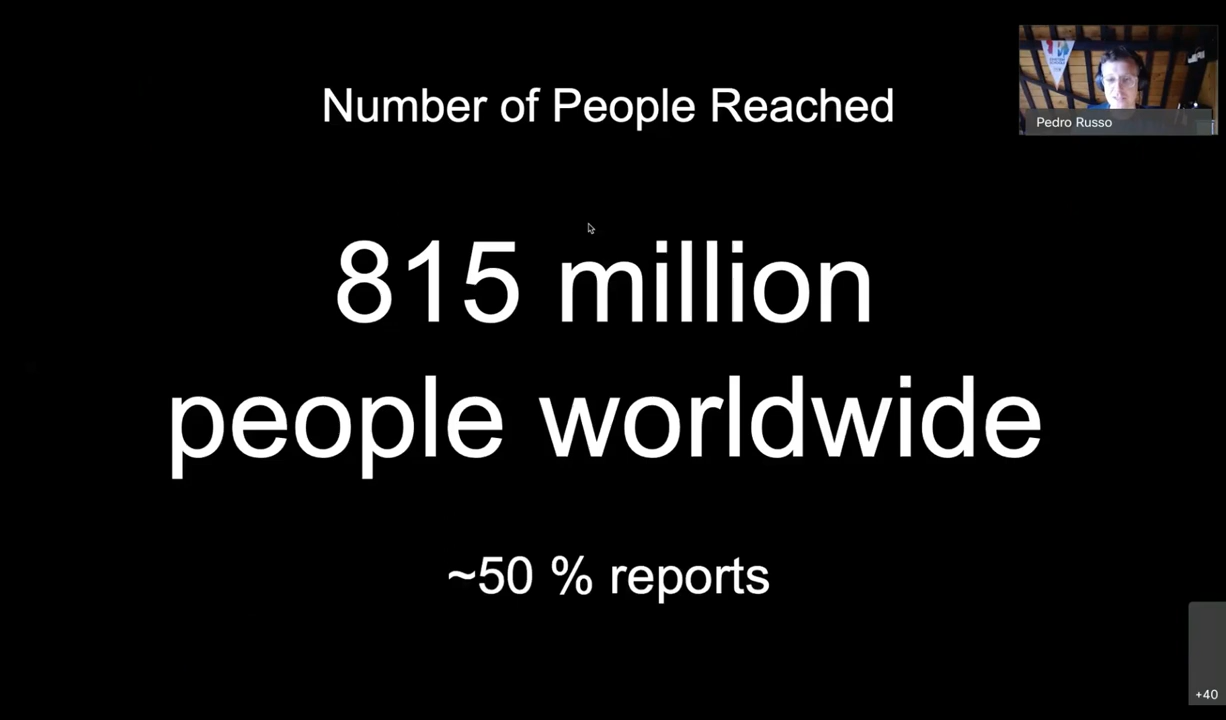 Number of People Reached
Pedro Russo
815 million
people worldwide
~50 % reports
+40